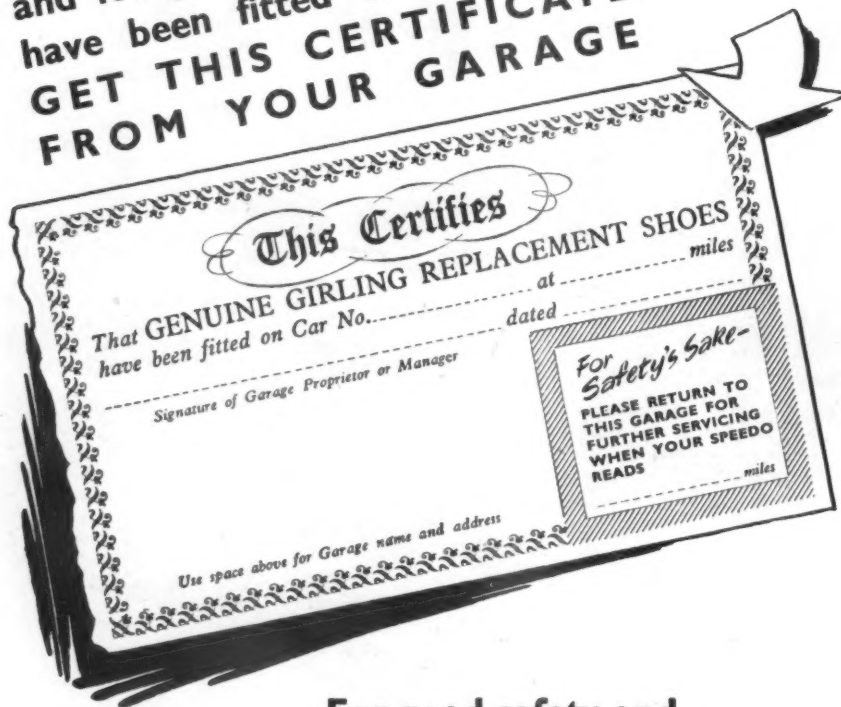 and
have been fitted
GET THIS CERTIFICATE
FROM YOUR GARAGE
This Certifies
That GENUINE GIRLING REPLACEMENT SHOES
have been fitted on Car No. at miles
dated
Signature of Garage Proprietor or Manager
For
Safety's Sake-
PLEASE RETURN TO
THIS GARAGE FOR
FURTHER SERVICING
WHEN YOUR SPEEDO
READS
miles
Use space above for Garage name and address
For road safety and